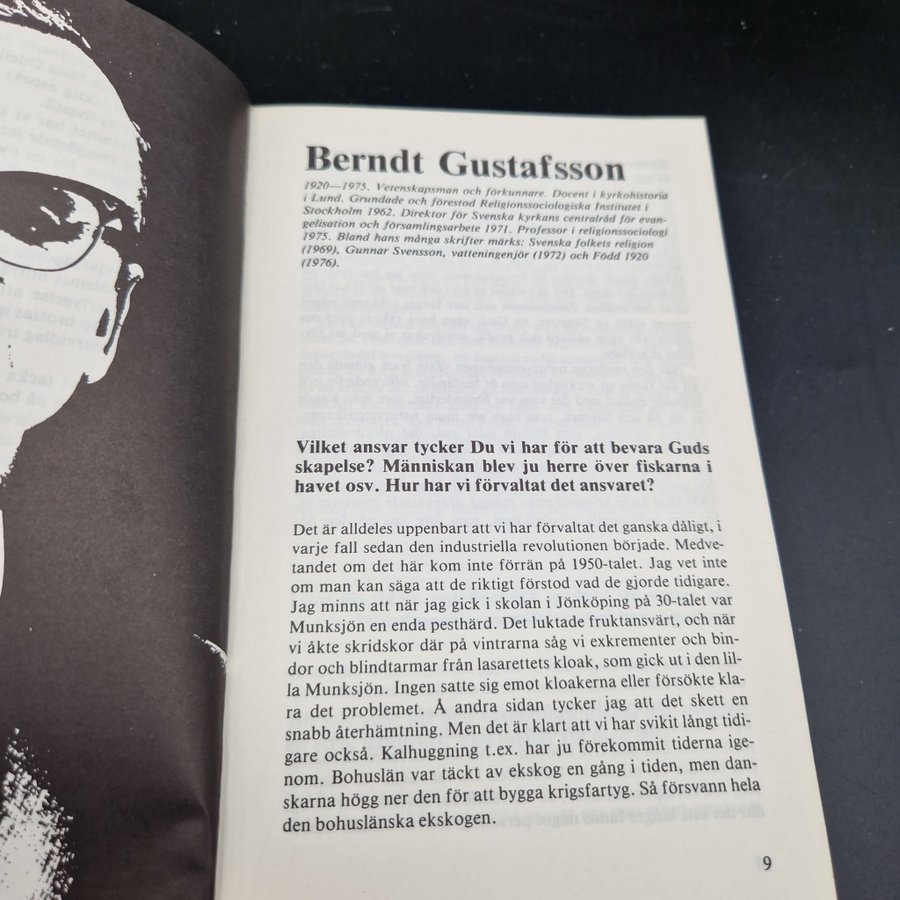 Berndt Gustafsson
1920—1975. Vetenskapsman och förkunnare. Docent i kyrkohistoria
i Lund. Grundade och förestod Religionssociologiska Institutet i
Stockholm 1962. Direktor för Svenska kyrkans centralråd för evan-
gelisation och församlingsarbete 1971. Professor i religionssociologi
1975. Bland hans många skrifter märks: Svenska folkets religion
(1969), Gunnar Svensson, vatteningenjör (1972) och Född 1920
(1976).
Vilket ansvar tycker Du vi har för att bevara Guds
skapelse? Människan blev ju herre över fiskarna i
havet osv. Hur har vi förvaltat det ansvaret?
Det är alldeles uppenbart att vi har förvaltat det ganska dåligt, i
varje fall sedan den industriella revolutionen började. Medve-
tandet om det här kom inte förrän på 1950-talet. Jag vet inte
om man kan säga att de riktigt förstod vad de gjorde tidigare.
Jag minns att när jag gick i skolan i Jönköping på 30-talet var
Munksjön en enda pesthärd. Det luktade fruktansvärt, och när
vi åkte skridskor där på vintrarna såg vi exkrementer och bin-
dor och blindtarmar från lasarettets kloak, som gick ut i den lil-
la Munksjön. Ingen satte sig emot kloakerna eller försökte kla-
ra det problemet. Å andra sidan tycker jag att det skett en
snabb återhämtning. Men det är klart att vi har svikit långt tidi-
gare också. Kalhuggning t.ex. har ju förekommit tiderna ige-
nom. Bohuslän var täckt av ekskog en gång i tiden, men dan-
skarna högg ner den för att bygga krigsfartyg. Så försvann hela
den bohuslänska ekskogen.
9